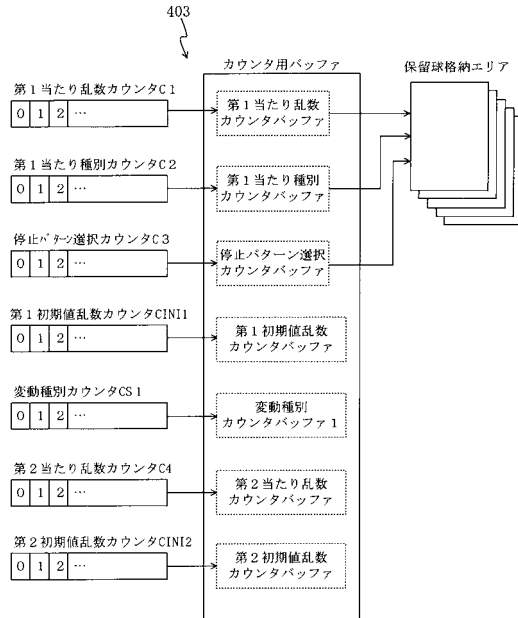 403
カウンタ用バッファ
保留球格納エリア
第1当たり乱数カウンタC1
0 1 2 …
第1当たり乱数
カウンタバッファ
第1当たり種別カウンタC2
0 1 2 …
第1当たり種別
カウンタバッファ
停止パターン選択カウンタC3
0 1 2 …
停止パターン選択
カウンタバッファ
第1初期値乱数カウンタCINI1
0 1 2 …
第1初期値乱数
カウンタバッファ
変動種別カウンタCS1
0 1 2 …
変動種別
カウンタバッファ1
第2当たり乱数カウンタC4
0 1 2 …
第2当たり乱数
カウンタバッファ
第2初期値乱数カウンタCINI2
0 1 2 …
第2初期値乱数
カウンタバッファ